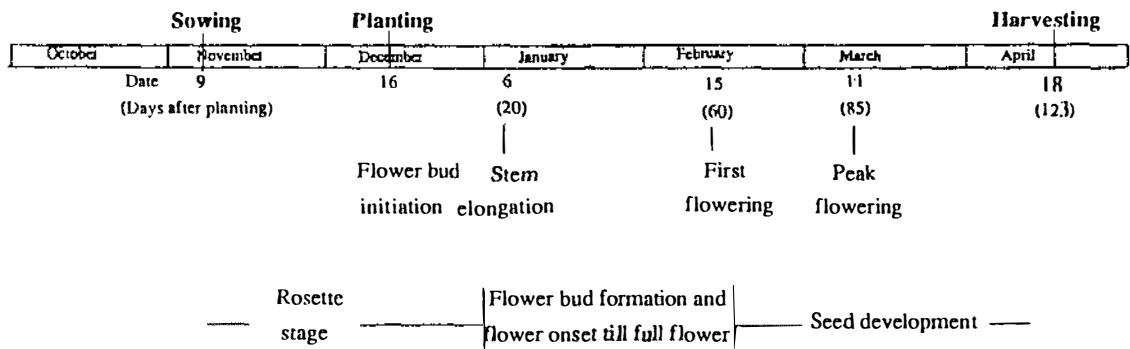 Sowing Planting Harvesting
October November December January February March April
Date 9 16 6 15 11 18
(Days after planting) (20) (60) (85) (123)
Flower bud Stem First Peak
initiation elongation flowering flowering
Rosette Flower bud formation and
stage flower onset till full flower Seed development